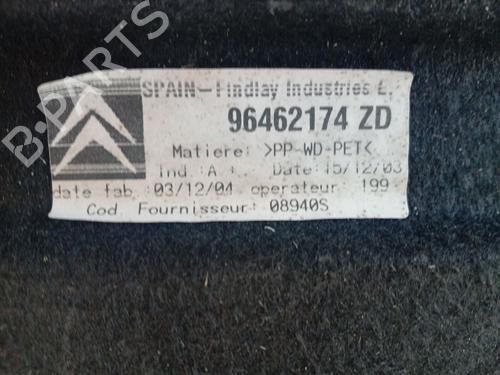 B-PARTS
SPAIN-Findlay Industries E.
96462174 ZD
Matiere: >PP-WD-PET<
Ind :A : Date:15/12/03
date fab :03/12/04 operateur: 199
Cod. Fournisseur: 08940S